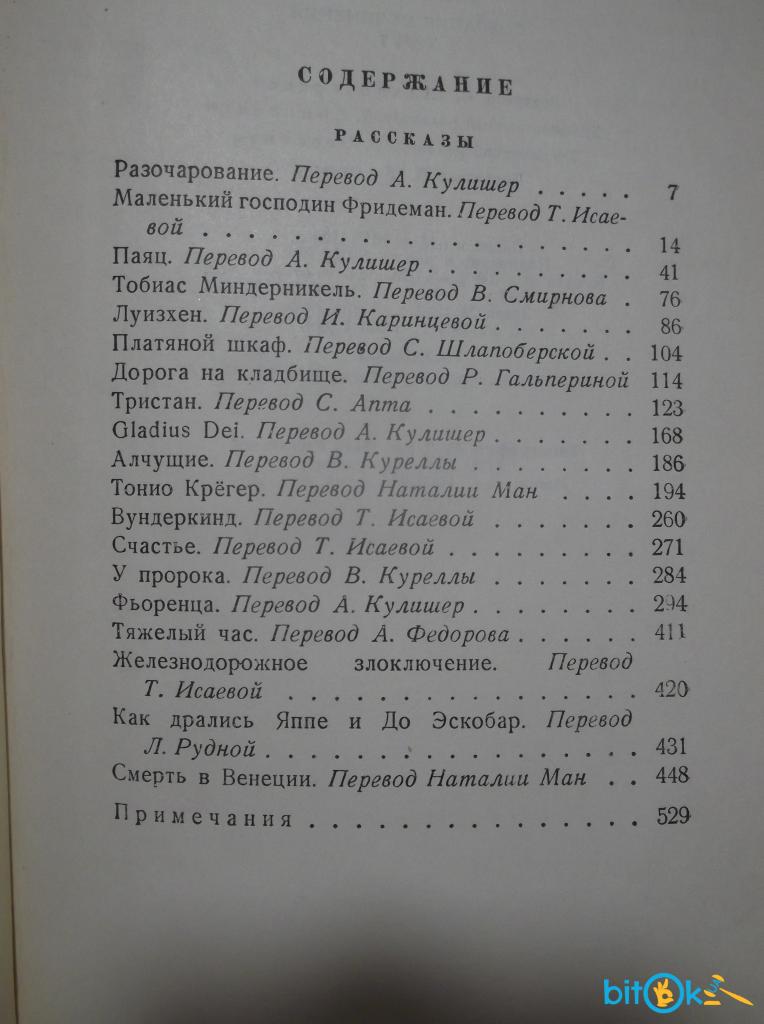 СОДЕРЖАНИЕ
РАССКАЗЫ
Разочарование. Перевод А. Кулишер . . . . . 7
Маленький господин Фридеман. Перевод Т. Исае-
вой . . . . . . . . . . . . . . . . . . 14
Паяц. Перевод А. Кулишер . . . . . . . . . 41
Тобиас Миндерникель. Перевод В. Смирнова . 76
Луизхен. Перевод И. Каринцевой . . . . . . . 86
Платяной шкаф. Перевод С. Шлапоберской . . 104
Дорога на кладбище. Перевод Р. Гальпериной 114
Тристан. Перевод С. Апта . . . . . . . . . . 123
Gladius Dei. Перевод А. Кулишер . . . . . . . 168
Алчущие. Перевод В. Куреллы . . . . . . . . 186
Тонио Крёгер. Перевод Наталии Ман . . . . 194
Вундеркинд. Перевод Т. Исаевой . . . . . . . 260
Счастье. Перевод Т. Исаевой . . . . . . . . . 271
У пророка. Перевод В. Куреллы . . . . . . . 284
Фьоренца. Перевод А. Кулишер . . . . . . . . 294
Тяжелый час. Перевод А. Федорова . . . . . . 411
Железнодорожное злоключение. Перевод
Т. Исаевой . . . . . . . . . . . . . . . 420
Как дрались Яппе и До Эскобар. Перевод
Л. Рудной . . . . . . . . . . . . . . . . 431
Смерть в Венеции. Перевод Наталии Ман . . 448
Примечания . . . . . . . . . . . . . . . 529
bitok